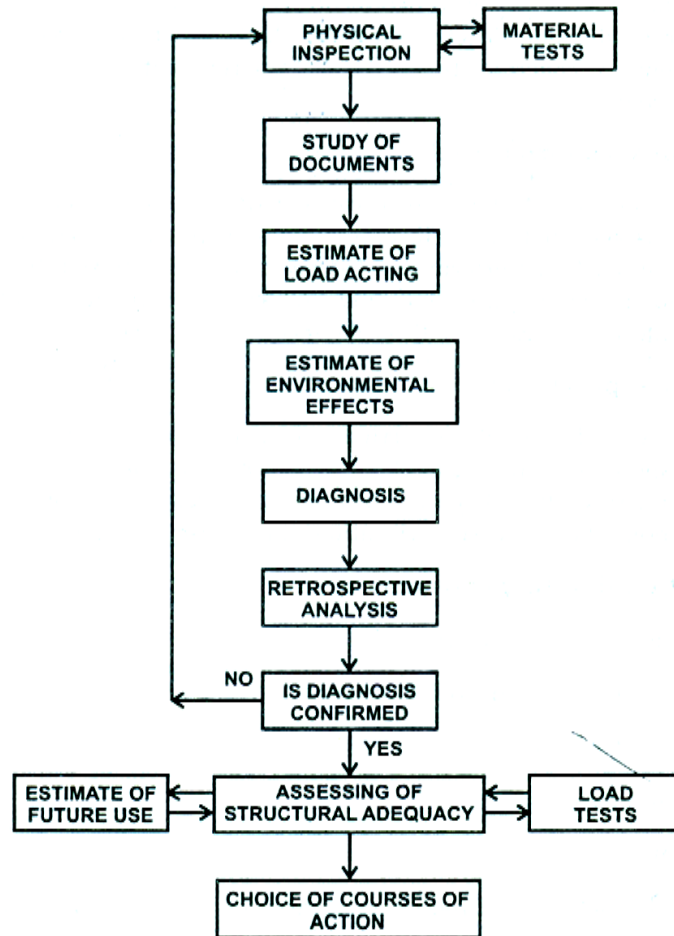 PHYSICAL
INSPECTION
MATERIAL
TESTS
STUDY OF
DOCUMENTS
ESTIMATE OF
LOAD ACTING
ESTIMATE OF
ENVIRONMENTAL
EFFECTS
DIAGNOSIS
RETROSPECTIVE
ANALYSIS
NO
IS DIAGNOSIS
CONFIRMED
YES
ESTIMATE OF
FUTURE USE
ASSESSING OF
STRUCTURAL ADEQUACY
LOAD
TESTS
CHOICE OF COURSES OF
ACTION